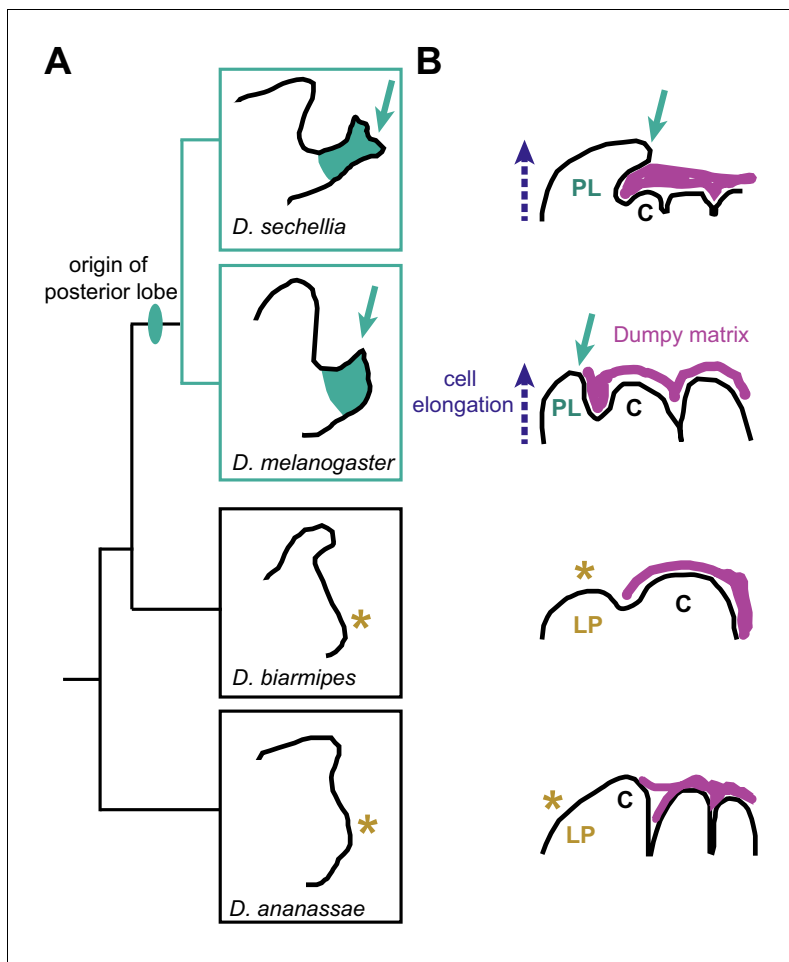 A
B
D. sechellia
PL
C
origin of
posterior lobe
D. melanogaster
Dumpy matrix
cell
elongation
PL
C
D. biarmipes
*
*
LP
C
D. ananassae
*
*
LP
C